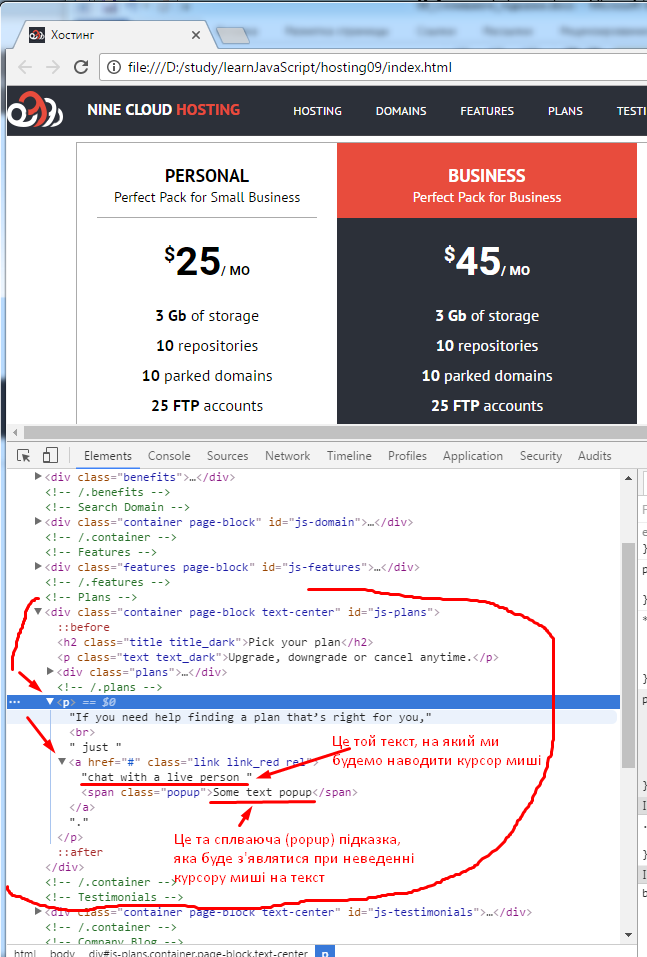 Хостинг
file:///D:/study/learnJavaScript/hosting09/index.html
NINE CLOUD HOSTING HOSTING DOMAINS FEATURES PLANS TESTI
PERSONAL BUSINESS
Perfect Pack for Small Business Perfect Pack for Business
$25/ MO $45/ MO
3 Gb of storage 3 Gb of storage
10 repositories 10 repositories
10 parked domains 10 parked domains
25 FTP accounts 25 FTP accounts
Elements Console Sources Network Timeline Profiles Application Security Audits
<div class="benefits">…</div>
<!-- /.benefits -->
<!-- Search Domain -->
<div class="container page-block" id="js-domain">…</div>
<!-- /.container -->
<!-- Features -->
<div class="features page-block" id="js-features">…</div>
<!-- /.features -->
<!-- Plans -->
<div class="container page-block text-center" id="js-plans">
::before
<h2 class="title title_dark">Pick your plan</h2>
<p class="text text_dark">Upgrade, downgrade or cancel anytime.</p>
<div class="plans">…</div>
<!-- /.plans -->
<p> == $0
"If you need help finding a plan that’s right for you,"
<br>
" just "
Це той текст, на який ми
будемо наводити курсор миші
<a href="#" class="link link_red rel">
"chat with a live person "
<span class="popup">Some text popup</span>
</a>
"."
</p>
Це та сплваюча (popup) підказка,
яка буде з'являтися при неведенні
курсору миші на текст
::after
</div>
<!-- /.container -->
<!-- Testimonials -->
<div class="container page-block text-center" id="js-testimonials">…</div>
<!-- /.container -->
<!-- Company Blog -->
html body div#js-plans.container.page-block.text-center p